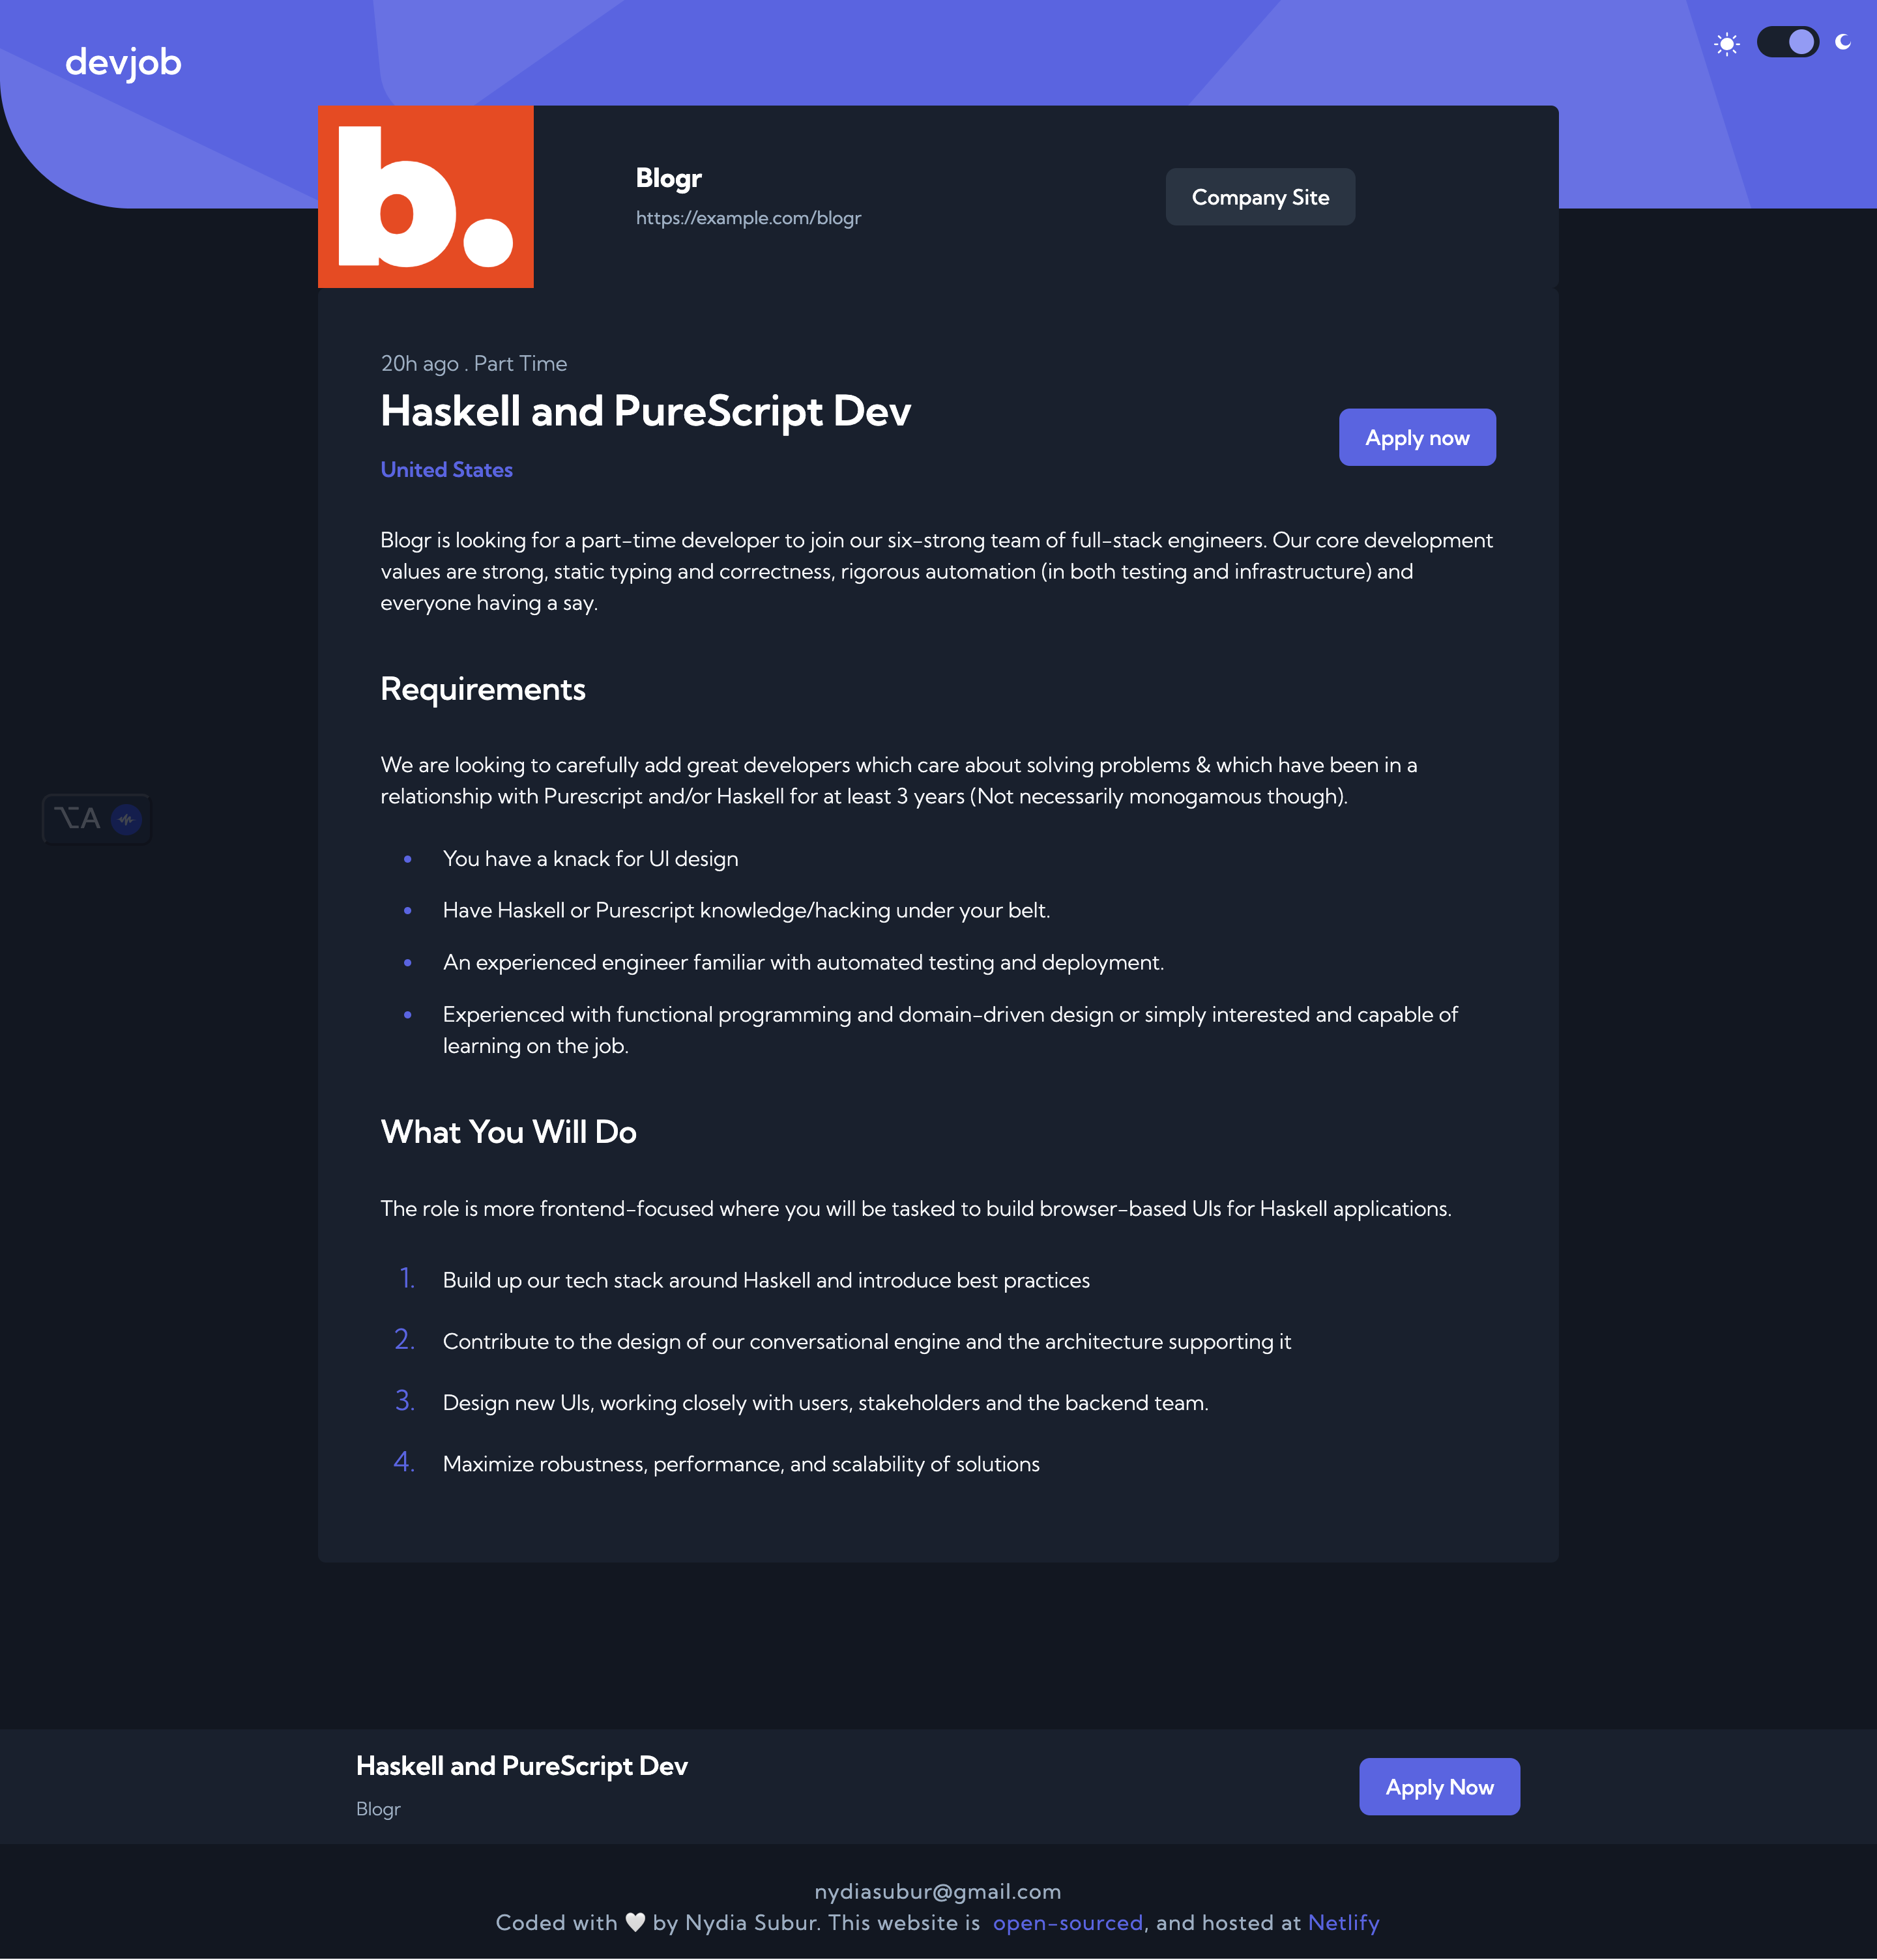 devjob
b.
Blogr
https://example.com/blogr
Company Site
20h ago . Part Time
Haskell and PureScript Dev
United States
Apply now
Blogr is looking for a part-time developer to join our six-strong team of full-stack engineers. Our core development
values are strong, static typing and correctness, rigorous automation (in both testing and infrastructure) and
everyone having a say.
Requirements
We are looking to carefully add great developers which care about solving problems & which have been in a
relationship with Purescript and/or Haskell for at least 3 years (Not necessarily monogamous though).
• You have a knack for UI design
• Have Haskell or Purescript knowledge/hacking under your belt.
• An experienced engineer familiar with automated testing and deployment.
• Experienced with functional programming and domain-driven design or simply interested and capable of
learning on the job.
⌥A
What You Will Do
The role is more frontend-focused where you will be tasked to build browser-based UIs for Haskell applications.
1. Build up our tech stack around Haskell and introduce best practices
2. Contribute to the design of our conversational engine and the architecture supporting it
3. Design new UIs, working closely with users, stakeholders and the backend team.
4. Maximize robustness, performance, and scalability of solutions
Haskell and PureScript Dev
Blogr
Apply Now
nydiasubur@gmail.com
Coded with 🤍 by Nydia Subur. This website is open-sourced, and hosted at Netlify